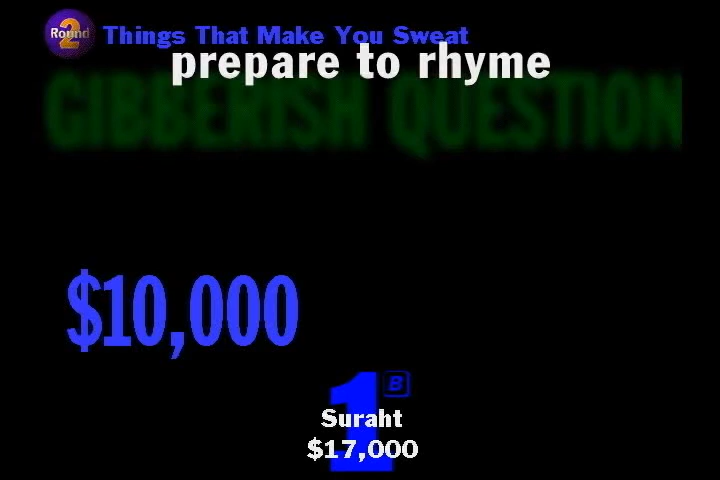 Round 2 Things That Make You Sweat
prepare to rhyme
GIBBERISH QUESTION
$10,000
1 B
Suraht
$17,000